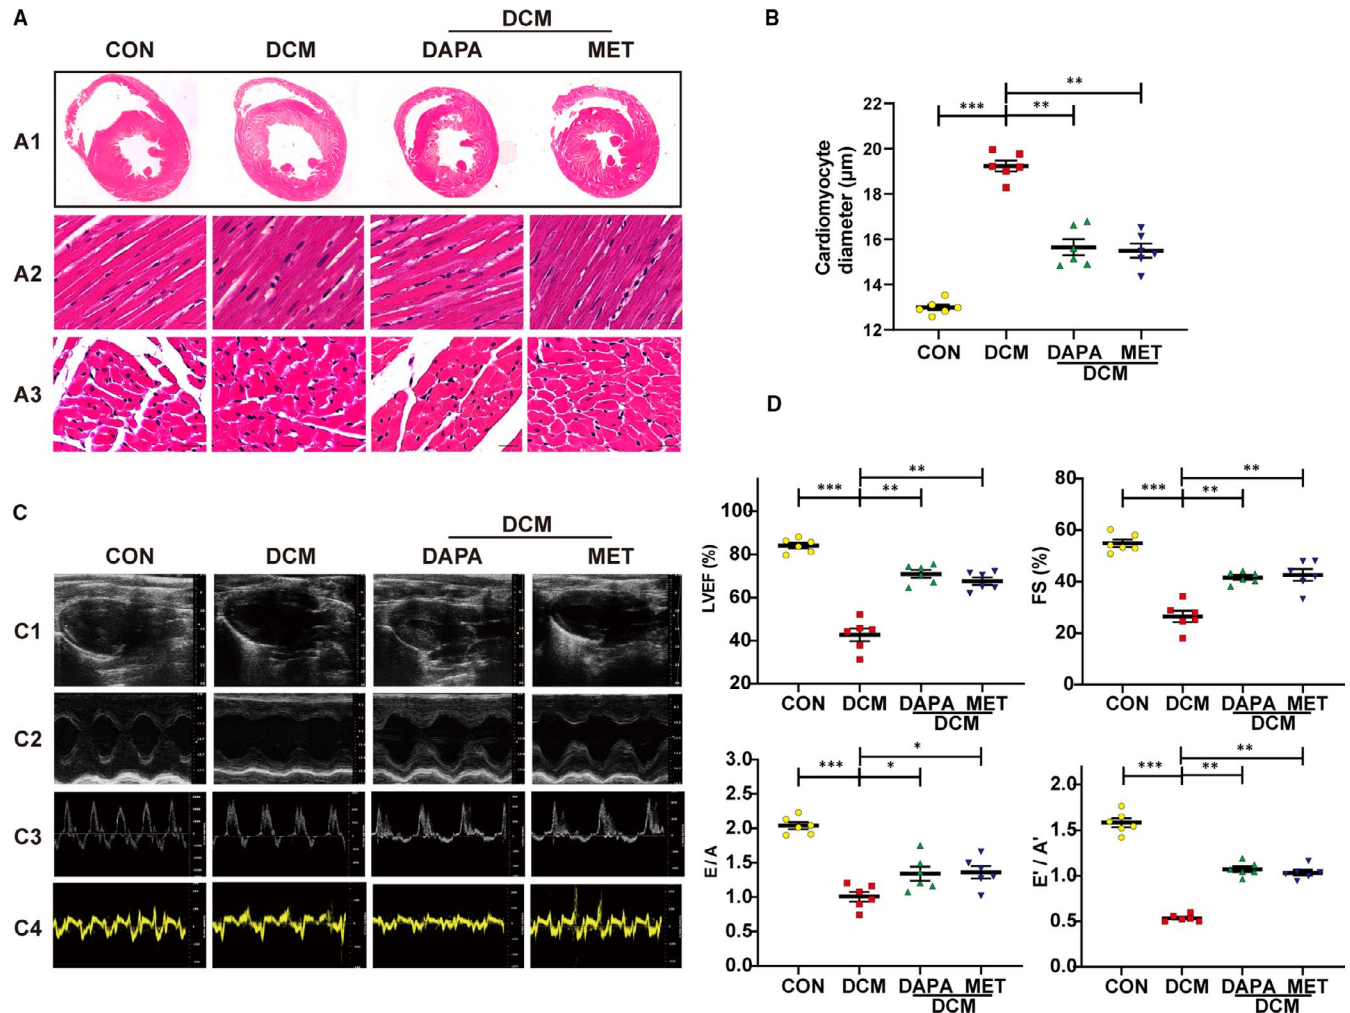 A
DCM
CON DCM DAPA MET
A1
A2
A3
B
Cardiomyocyte
diameter (µm)
22
20
18
16
14
12
***
**
**
CON DCM DAPA MET
DCM
C
DCM
CON DCM DAPA MET
C1
C2
C3
C4
D
LVEF (%)
100
80
60
40
20
***
**
**
CON DCM DAPA MET
DCM
FS (%)
80
60
40
20
0
***
**
**
CON DCM DAPA MET
DCM
E / A
3.0
2.5
2.0
1.5
1.0
0.5
0.0
***
*
*
CON DCM DAPA MET
DCM
E' / A'
2.0
1.5
1.0
0.5
0.0
***
**
**
CON DCM DAPA MET
DCM